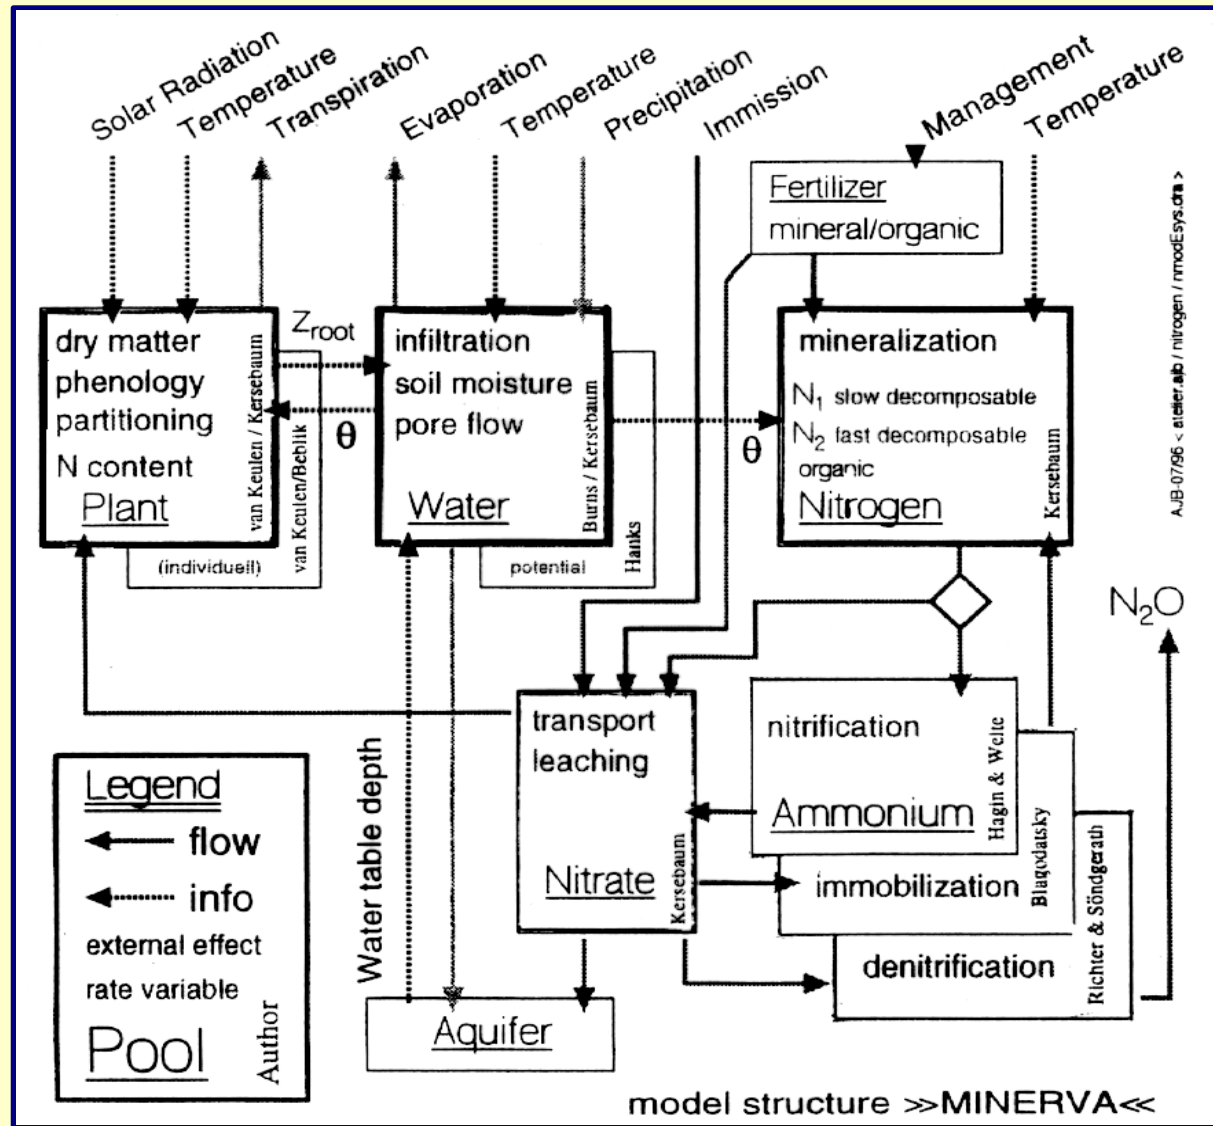 Solar Radiation
Temperature
Transpiration
Evaporation
Temperature
Precipitation
Immission
Management
Temperature
Fertilizer
mineral/organic
AJB-07/96 < atelier.ajb / nitrogen / nmodEsys.dra >
dry matter
phenology
partitioning
N content
Plant
van Keulen / Kersebaum
(individuell)
van Keulen/Beblik
Zroot
θ
infiltration
soil moisture
pore flow
Water
Burns / Kersebaum
potential
Hanks
θ
mineralization
N1 slow decomposable
N2 fast decomposable
organic
Nitrogen
Kersebaum
N2O
transport
leaching
Nitrate
Kersebaum
nitrification
Ammonium
Hagin & Welte
immobilization
Blagodatsky
denitrification
Richter & Söndgerath
Water table depth
Aquifer
Legend
flow
info
external effect
rate variable
Pool
Author
model structure >>MINERVA<<